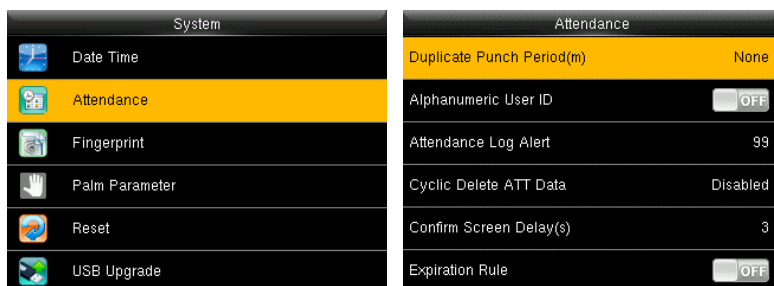 System
Date Time
Attendance
Fingerprint
Palm Parameter
Reset
USB Upgrade
Attendance
Duplicate Punch Period(m) None
Alphanumeric User ID OFF
Attendance Log Alert 99
Cyclic Delete ATT Data Disabled
Confirm Screen Delay(s) 3
Expiration Rule OFF